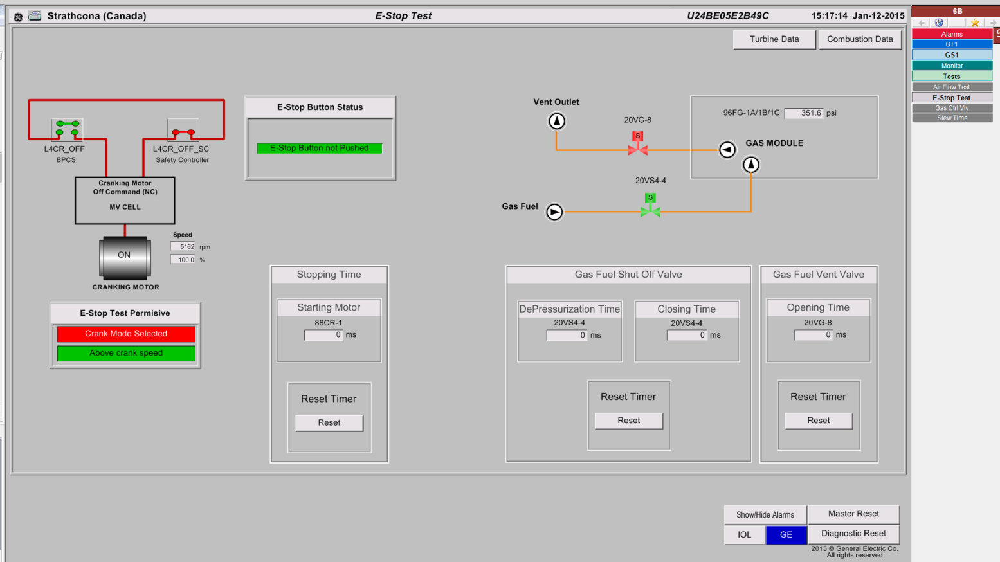 Strathcona (Canada)
E-Stop Test
U24BE05E2B49C
15:17:14 Jan-12-2015
Turbine Data
Combustion Data
L4CR_OFF
BPCS
L4CR_OFF_SC
Safety Controller
Cranking Motor
Off Command (NC)
MV CELL
ON
CRANKING MOTOR
Speed
5162 rpm
100.0 %
E-Stop Button Status
E-Stop Button not Pushed
E-Stop Test Permisive
Crank Mode Selected
Above crank speed
Vent Outlet
20VG-8
S
96FG-1A/1B/1C 351.6 psi
GAS MODULE
20VS4-4
S
Gas Fuel
Stopping Time
Starting Motor
88CR-1
0 ms
Reset Timer
Reset
Gas Fuel Shut Off Valve
DePressurization Time
20VS4-4
0 ms
Closing Time
20VS4-4
0 ms
Reset Timer
Reset
Gas Fuel Vent Valve
Opening Time
20VG-8
0 ms
Reset Timer
Reset
Show/Hide Alarms
Master Reset
IOL
GE
Diagnostic Reset
2013 © General Electric Co.
All rights reserved
6B
Alarms
GT1
GS1
Monitor
Tests
Air Flow Test
E-Stop Test
Gas Ctrl Vlv
Slew Time